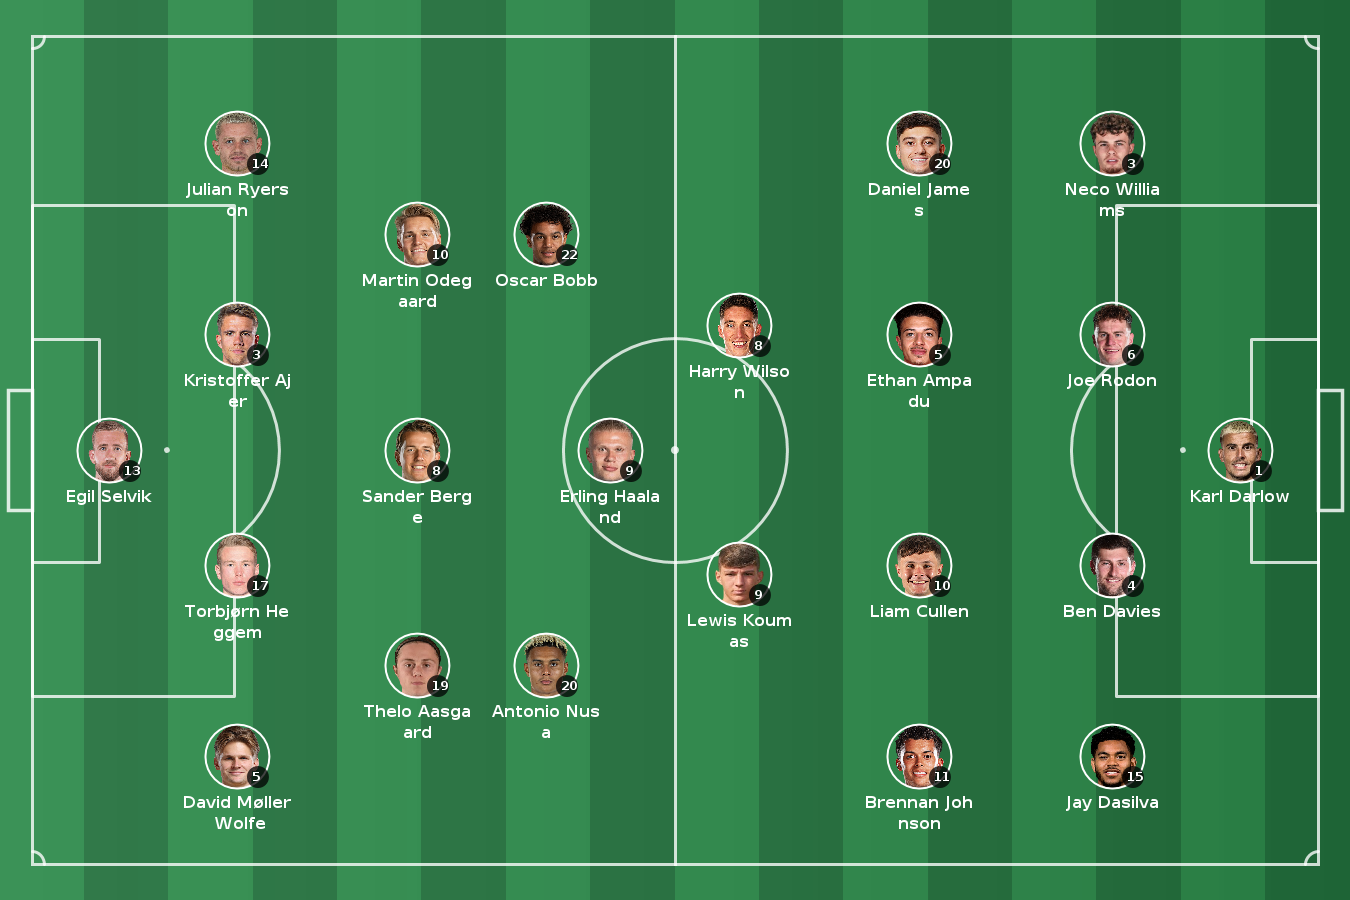 14
Julian Ryers
on
10
Martin Odeg
aard
22
Oscar Bobb
3
Kristoffer Aj
er
13
Egil Selvik
8
Sander Berg
e
9
Erling Haala
nd
17
Torbjørn He
ggem
19
Thelo Aasga
ard
20
Antonio Nus
a
5
David Møller
Wolfe
20
Daniel Jame
s
3
Neco Willia
ms
8
Harry Wilso
n
5
Ethan Ampa
du
6
Joe Rodon
1
Karl Darlow
9
Lewis Koum
as
10
Liam Cullen
4
Ben Davies
11
Brennan Joh
nson
15
Jay Dasilva